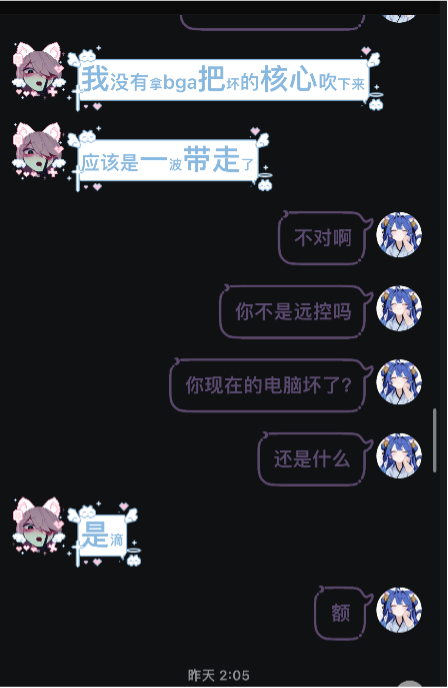 我没有拿bga把坏的核心吹下来
应该是一波带走了
不对啊
你不是远控吗
你现在的电脑坏了?
还是什么
是滴
额
昨天 2:05